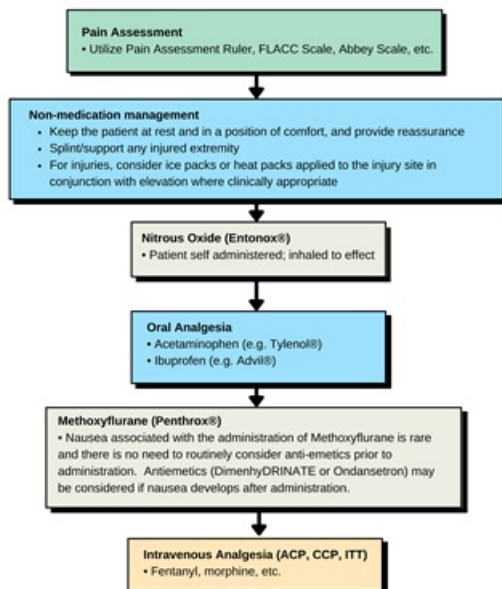 Pain Assessment
• Utilize Pain Assessment Ruler, FLACC Scale, Abbey Scale, etc.
Non-medication management
• Keep the patient at rest and in a position of comfort, and provide reassurance
• Splint/support any injured extremity
• For injuries, consider ice packs or heat packs applied to the injury site in
conjunction with elevation where clinically appropriate
Nitrous Oxide (Entonox®)
• Patient self administered; inhaled to effect
Oral Analgesia
• Acetaminophen (e.g. Tylenol®)
• Ibuprofen (e.g. Advil®)
Methoxyflurane (Penthrox®)
• Nausea associated with the administration of Methoxyflurane is rare
and there is no need to routinely consider anti-emetics prior to
administration. Antiemetics (DimenhyDRINATE or Ondansetron) may
be considered if nausea develops after administration.
Intravenous Analgesia (ACP, CCP, ITT)
• Fentanyl, morphine, etc.